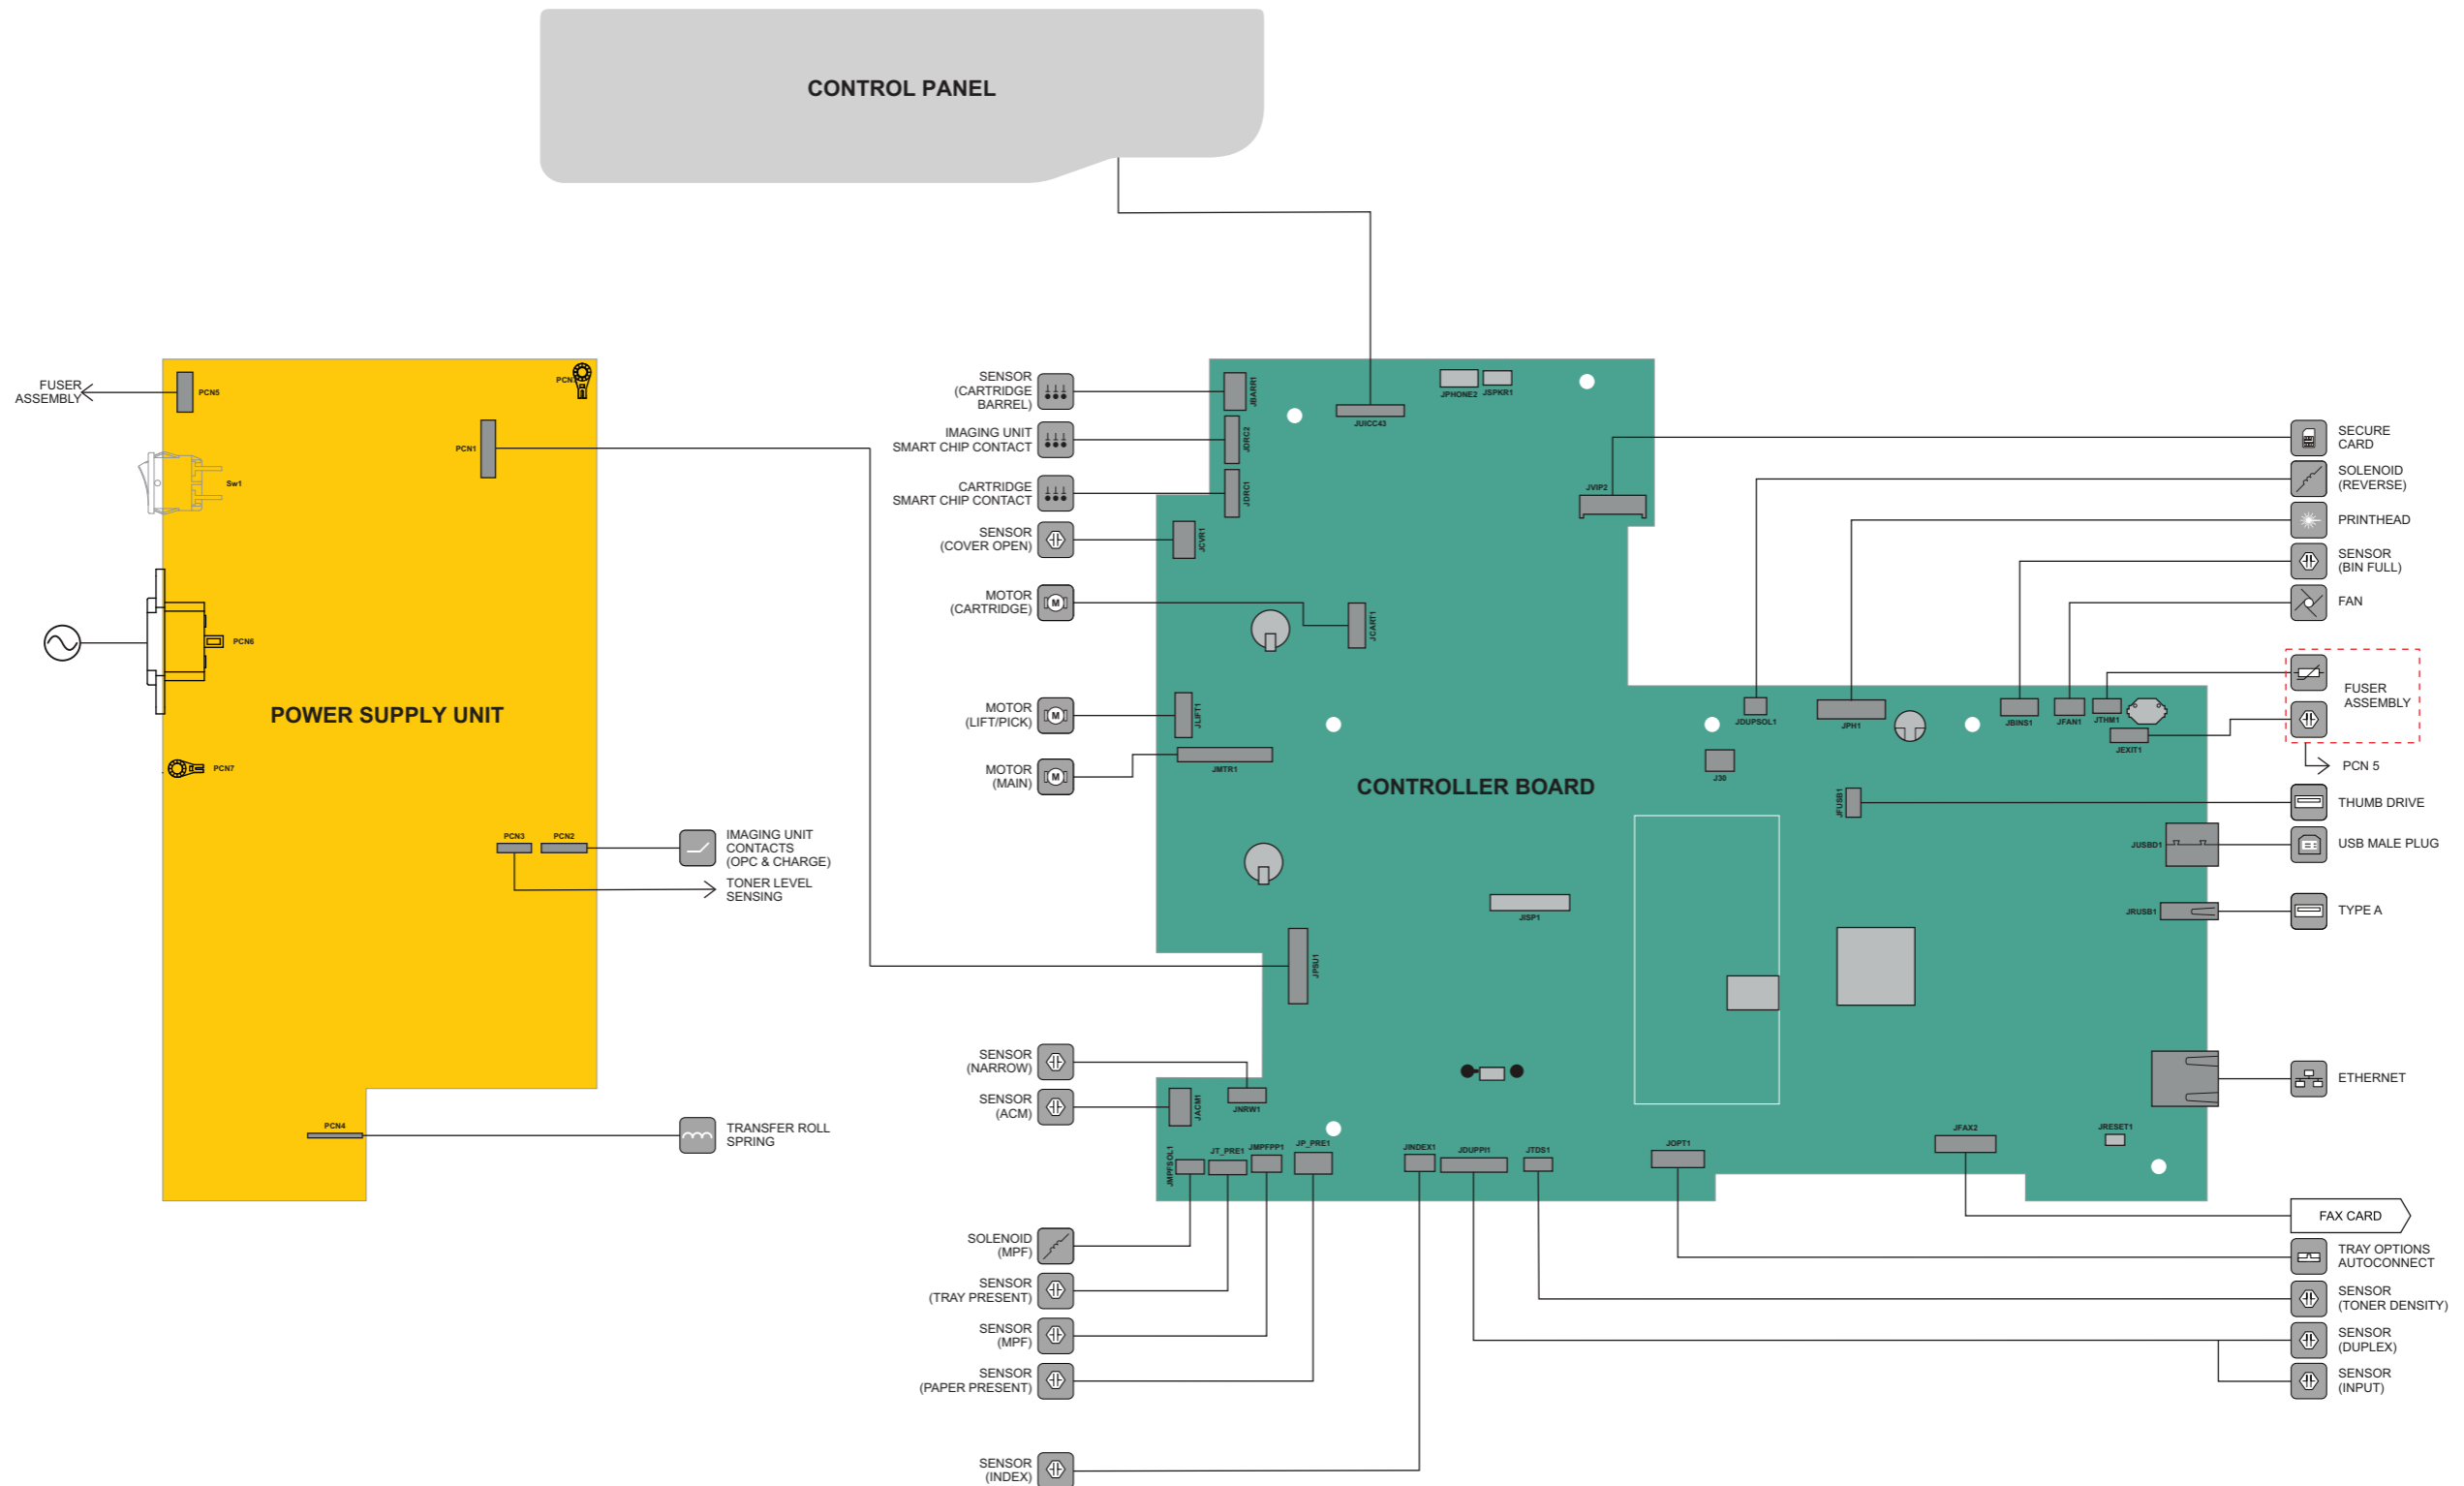 CONTROL PANEL
FUSER
ASSEMBLY
PCN5
PCN1
Sw1
PCN6
POWER SUPPLY UNIT
PCN7
PCN3
PCN2
IMAGING UNIT
CONTACTS
(OPC & CHARGE)
TONER LEVEL
SENSING
PCN4
TRANSFER ROLL
SPRING
SENSOR
(CARTRIDGE
BARREL)
IMAGING UNIT
SMART CHIP CONTACT
CARTRIDGE
SMART CHIP CONTACT
SENSOR
(COVER OPEN)
MOTOR
(CARTRIDGE)
M
MOTOR
(LIFT/PICK)
M
MOTOR
(MAIN)
M
SENSOR
(NARROW)
SENSOR
(ACM)
SOLENOID
(MPF)
SENSOR
(TRAY PRESENT)
SENSOR
(MPF)
SENSOR
(PAPER PRESENT)
SENSOR
(INDEX)
JBARR1
JDRC2
JDRC1
JCVR1
JCART1
JLIFT1
JMTR1
JUICC43
JPHONE2
JSPKR1
JVIP2
JDUPSOL1
JPH1
JBINS1
JFAN1
JTHM1
JEXIT1
J30
CONTROLLER BOARD
JFUSB1
JUSBD1
JRUSB1
JISP1
JPSU1
JNRW1
JACM1
JMPFSOL1
JT_PRE1
JMPFPP1
JP_PRE1
JINDEX1
JDUPPI1
JTDS1
JOPT1
JFAX2
JRESET1
SECURE
CARD
SOLENOID
(REVERSE)
PRINTHEAD
SENSOR
(BIN FULL)
FAN
FUSER
ASSEMBLY
PCN 5
THUMB DRIVE
USB MALE PLUG
TYPE A
ETHERNET
FAX CARD
TRAY OPTIONS
AUTOCONNECT
SENSOR
(TONER DENSITY)
SENSOR
(DUPLEX)
SENSOR
(INPUT)